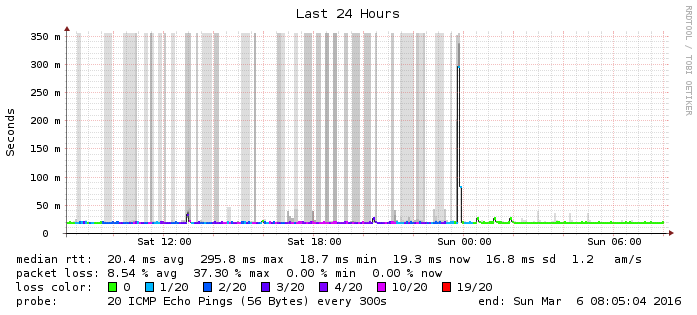 Last 24 Hours
RRDTOOL / TOBI OETIKER
Seconds
350 m
300 m
250 m
200 m
150 m
100 m
50 m
0
Sat 12:00 Sat 18:00 Sun 00:00 Sun 06:00
median rtt: 20.4 ms avg 295.8 ms max 18.7 ms min 19.3 ms now 16.8 ms sd 1.2 am/s
packet loss: 8.54 % avg 37.30 % max 0.00 % min 0.00 % now
loss color: 0 1/20 2/20 3/20 4/20 10/20 19/20
probe: 20 ICMP Echo Pings (56 Bytes) every 300s end: Sun Mar 6 08:05:04 2016